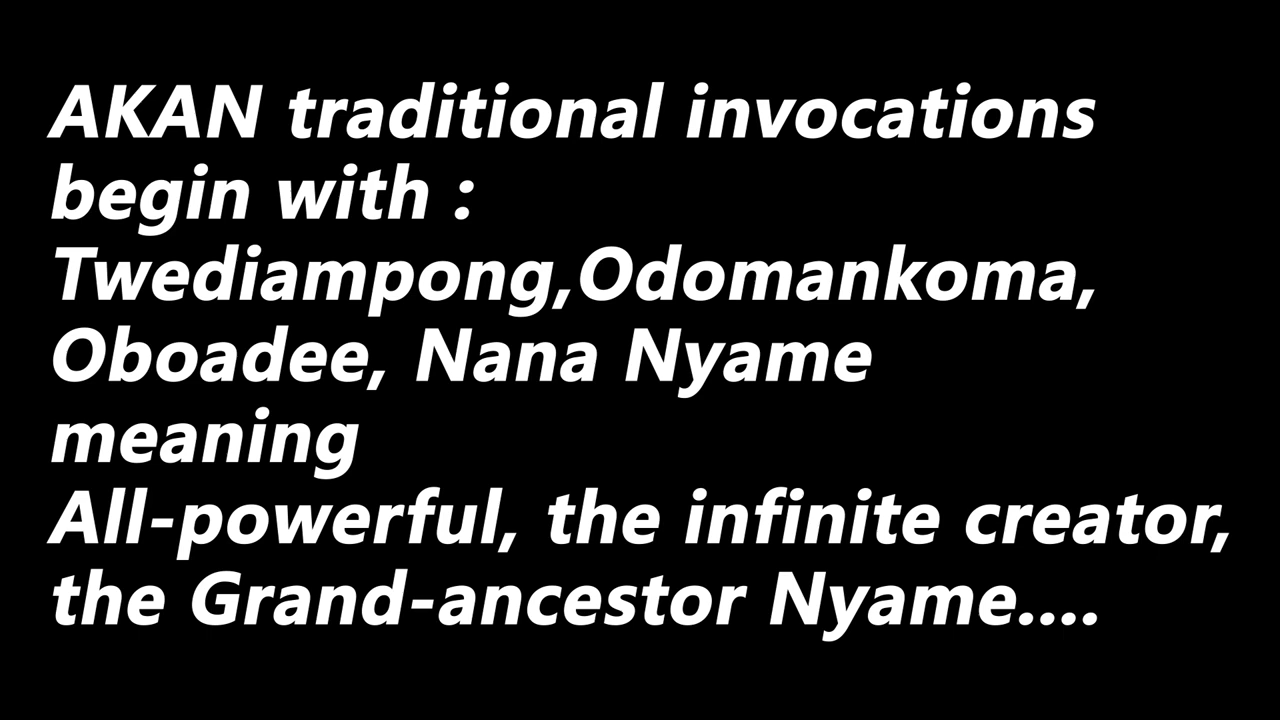 AKAN traditional invocations
begin with :
Twediampong,Odomankoma,
Oboadee, Nana Nyame
meaning
All-powerful, the infinite creator,
the Grand-ancestor Nyame....